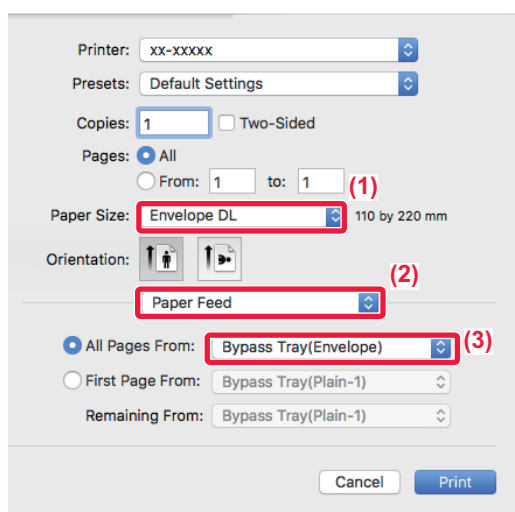 Printer: xx-xxxxx
Presets: Default Settings
Copies: 1 Two-Sided
Pages: All
From: 1 to: 1
(1)
Paper Size: Envelope DL 110 by 220 mm
Orientation:
(2)
Paper Feed
All Pages From: Bypass Tray(Envelope) (3)
First Page From: Bypass Tray(Plain-1)
Remaining From: Bypass Tray(Plain-1)
Cancel Print